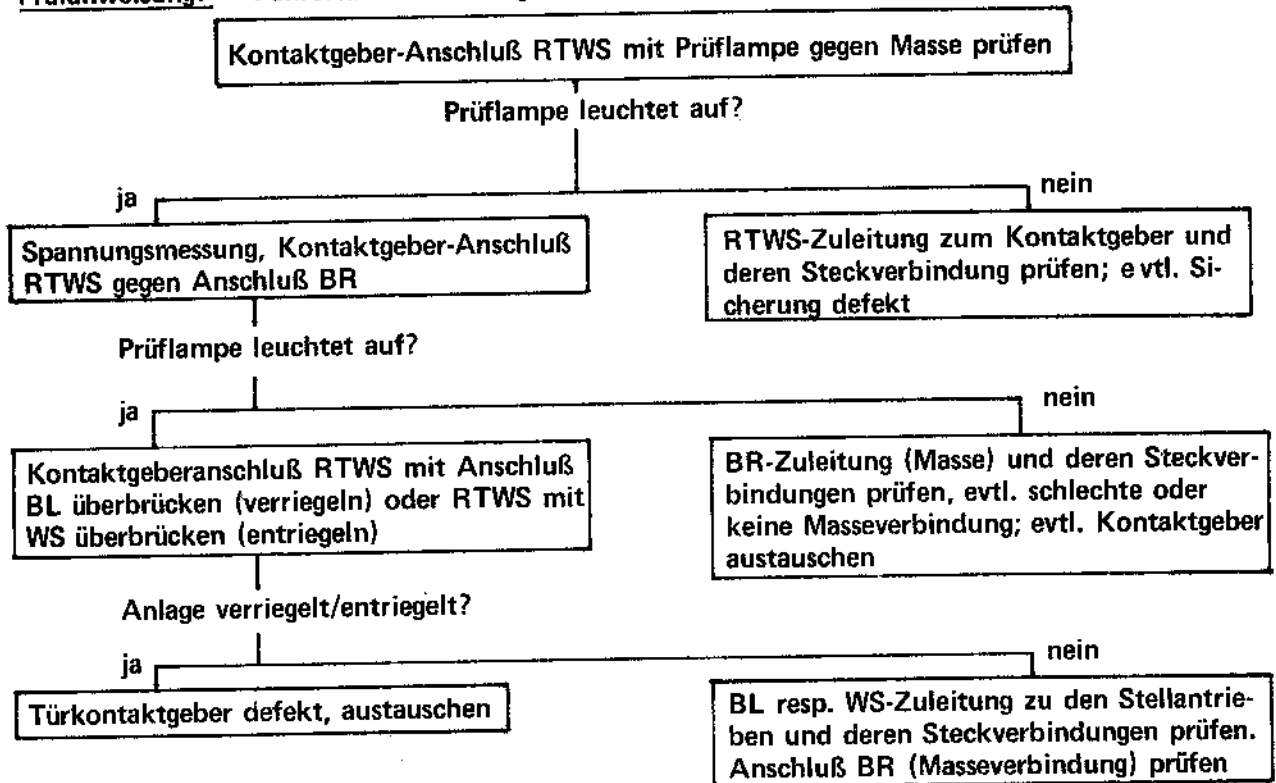 Prüfanweisung:
Kontaktgeber-Anschluß RTWS mit Prüflampe gegen Masse prüfen
Prüflampe leuchtet auf?
ja
nein
Spannungsmessung, Kontaktgeber-Anschluß
RTWS gegen Anschluß BR
RTWS-Zuleitung zum Kontaktgeber und
deren Steckverbindung prüfen; evtl. Si-
cherung defekt
Prüflampe leuchtet auf?
ja
nein
Kontaktgeberanschluß RTWS mit Anschluß
BL überbrücken (verriegeln) oder RTWS mit
WS überbrücken (entriegeln)
BR-Zuleitung (Masse) und deren Steckver-
bindungen prüfen, evtl. schlechte oder
keine Masseverbindung; evtl. Kontaktgeber
austauschen
Anlage verriegelt/entriegelt?
ja
nein
Türkontaktgeber defekt, austauschen
BL resp. WS-Zuleitung zu den Stellantrie-
ben und deren Steckverbindungen prüfen.
Anschluß BR (Masseverbindung) prüfen